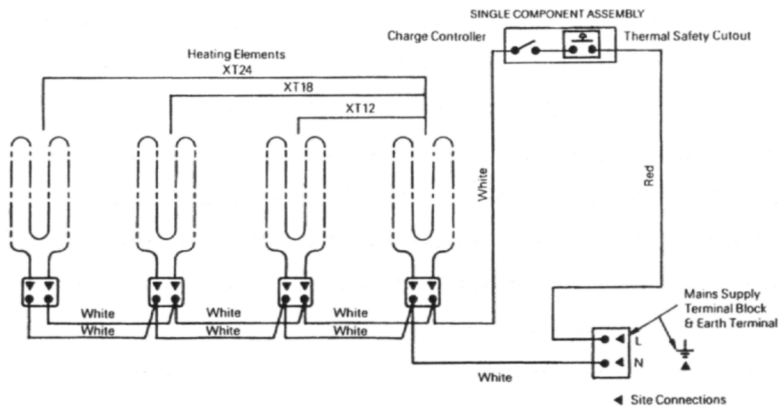 SINGLE COMPONENT ASSEMBLY
Charge Controller
Thermal Safety Cutout
Heating Elements
XT24
XT18
XT12
White
Red
White
White
White
White
White
White
White
Mains Supply
Terminal Block
& Earth Terminal
L
N
Site Connections